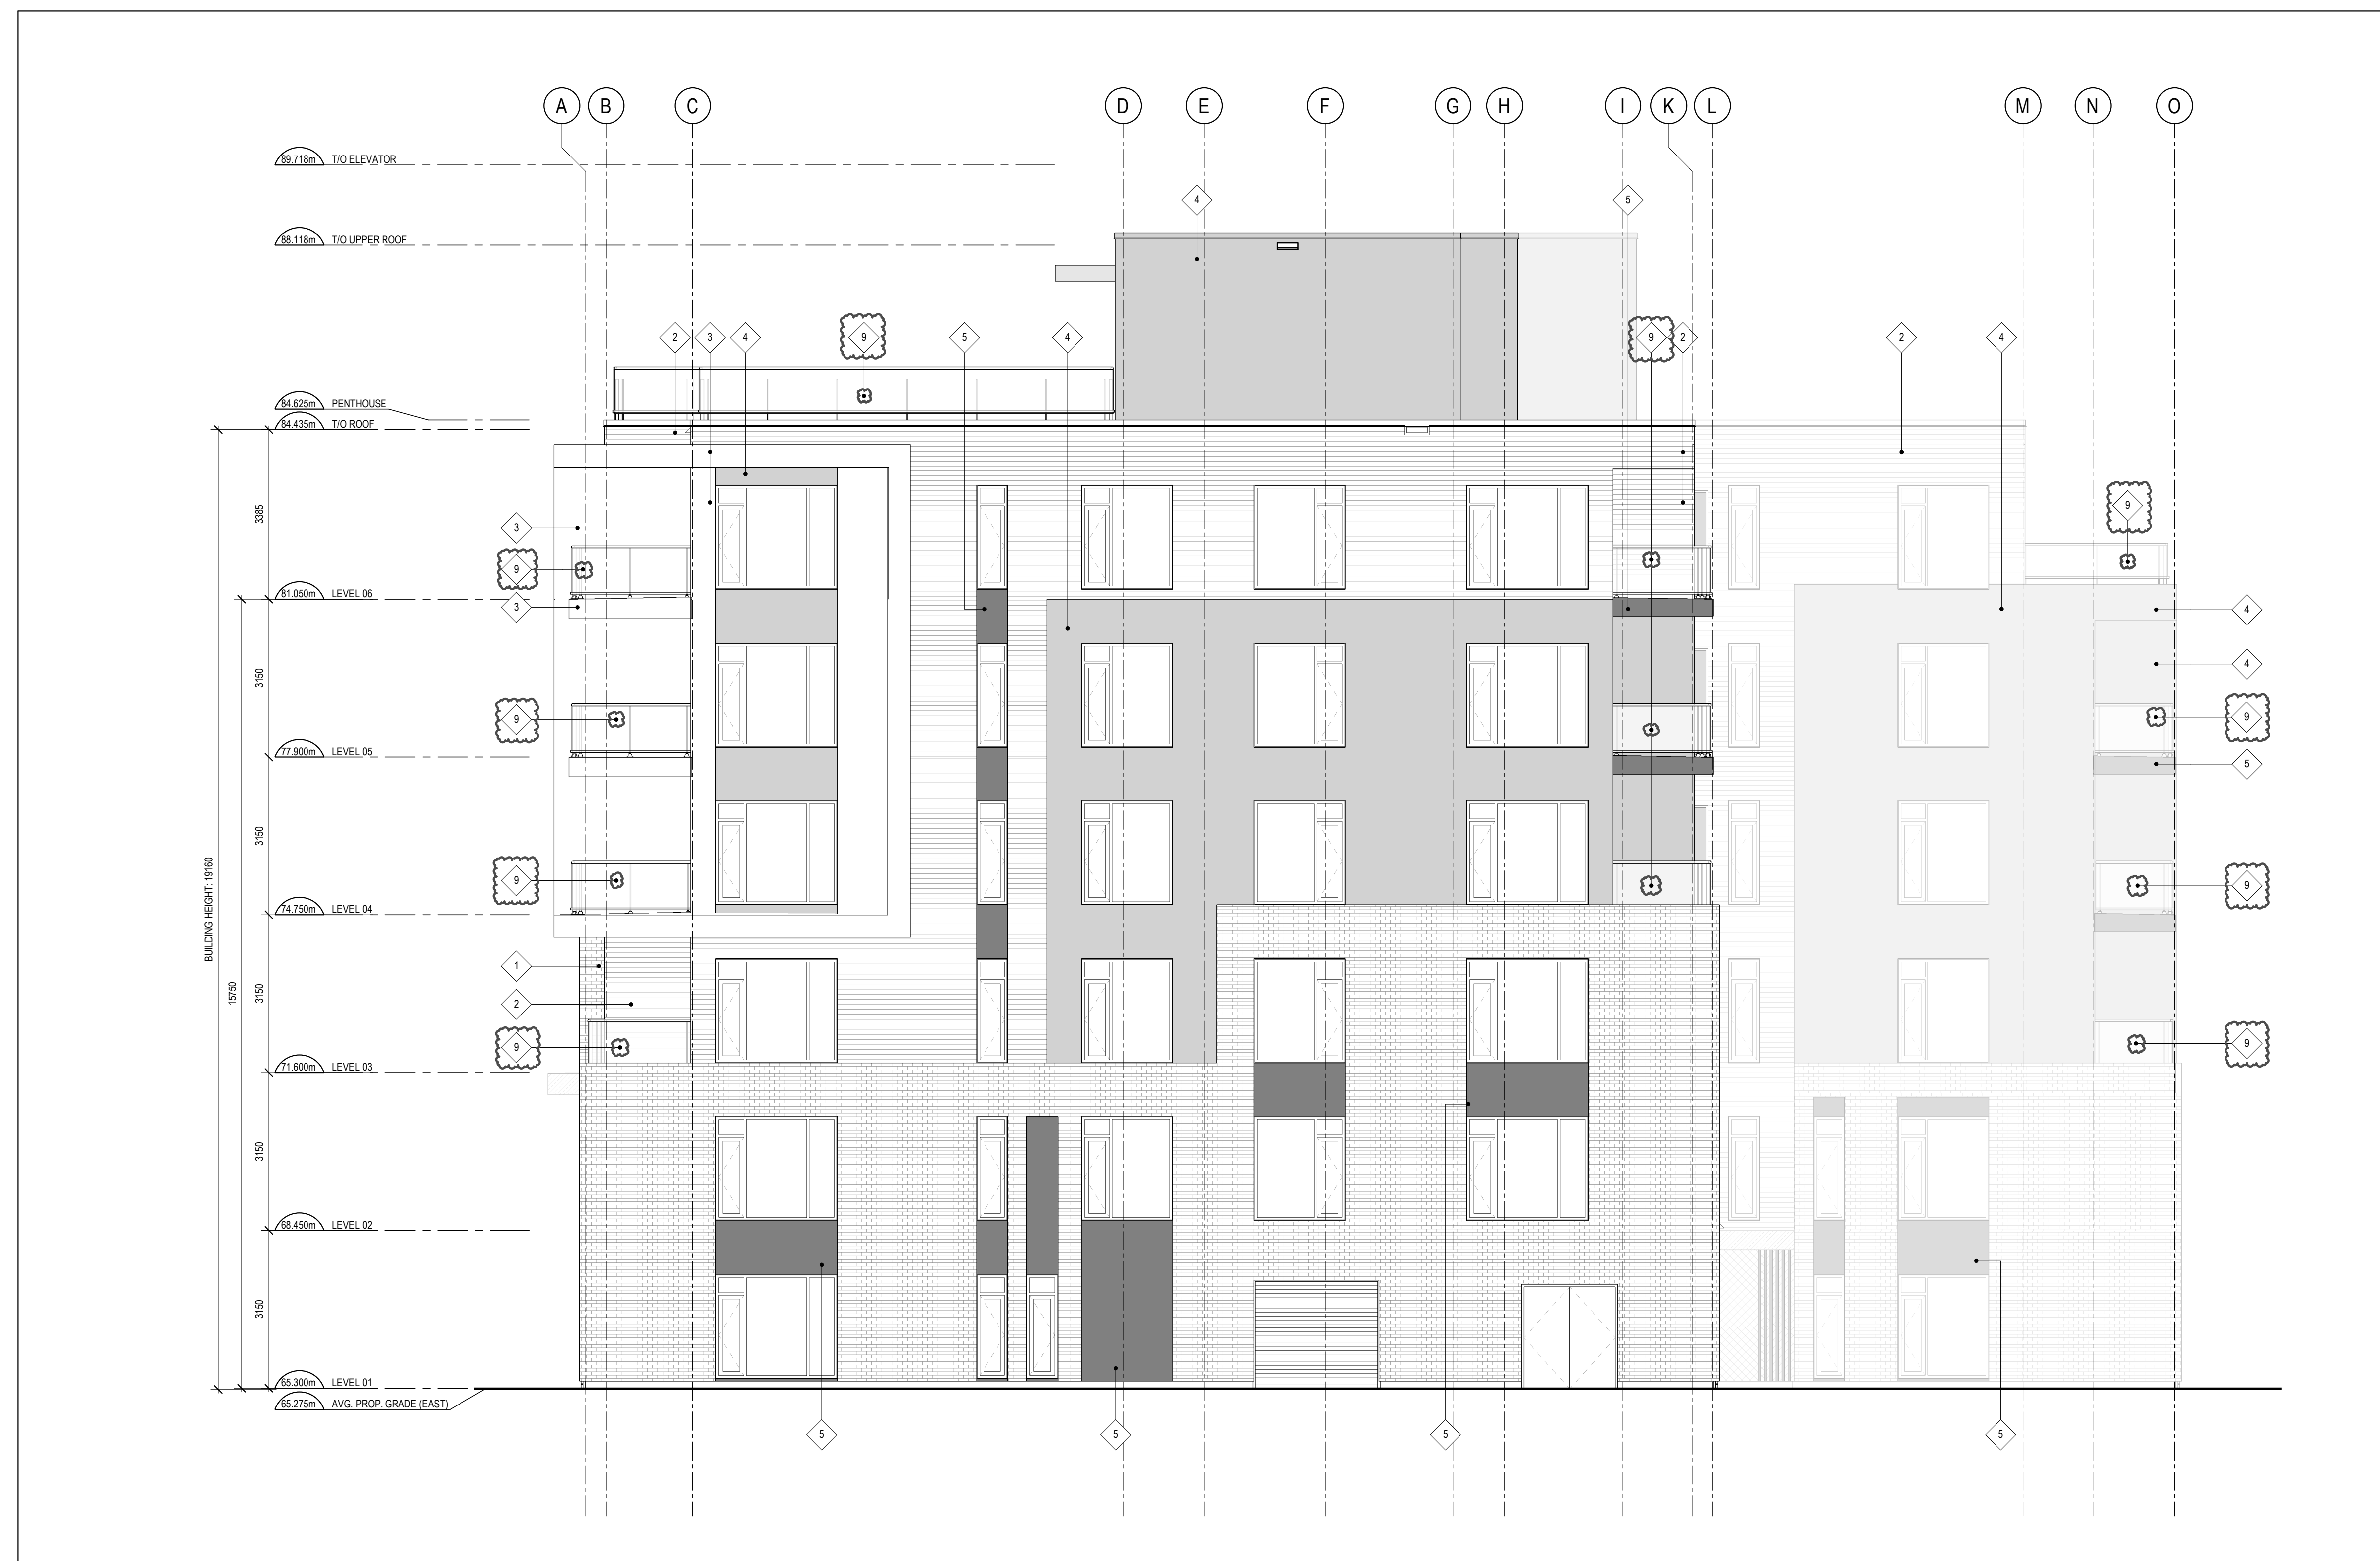 A B C D E F G H I K L M N O
89.718m T/O ELEVATOR
4 5
88.118m T/O UPPER ROOF
2 3 4 9 5 4 9 2 2 4
84.625m PENTHOUSE
84.435m T/O ROOF
9
3385
3
9
81.050m LEVEL 06
3
4
4
3150
9
9
77.900m LEVEL 05
5
3150
9
9
BUILDING HEIGHT: 19160
74.750m LEVEL 04
1
15750
3150
2
9
9
71.600m LEVEL 03
3150
68.450m LEVEL 02
3150
65.300m LEVEL 01
65.275m AVG. PROP. GRADE (EAST)
5 5 5 5